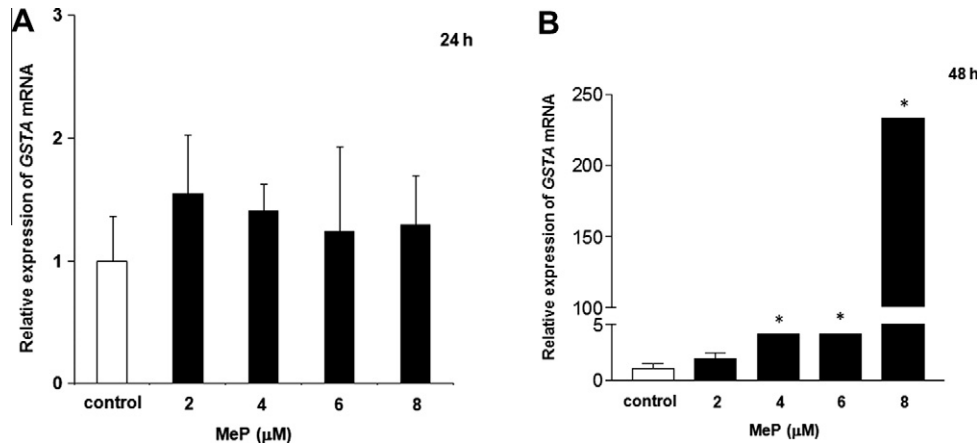 A
24 h
Relative expression of GSTA mRNA
3
2
1
0
control 2 4 6 8
MeP (µM)
B
48 h
Relative expression of GSTA mRNA
250
200
150
100
5
0
*
* *
control 2 4 6 8
MeP (µM)